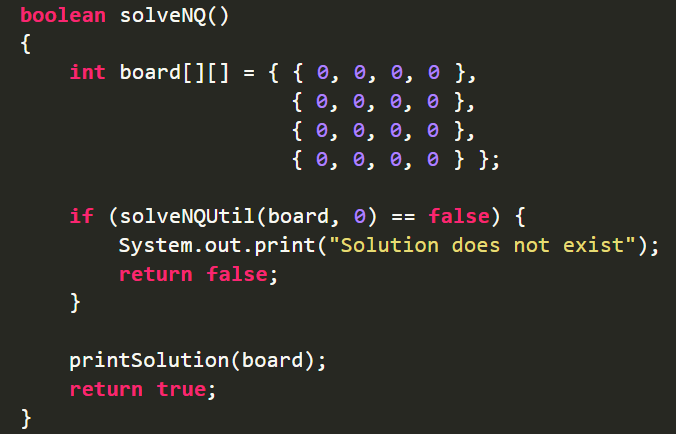 boolean solveNQ()
{
    int board[][] = { { 0, 0, 0, 0 },
                      { 0, 0, 0, 0 },
                      { 0, 0, 0, 0 },
                      { 0, 0, 0, 0 } };

    if (solveNQUtil(board, 0) == false) {
        System.out.print("Solution does not exist");
        return false;
    }

    printSolution(board);
    return true;
}